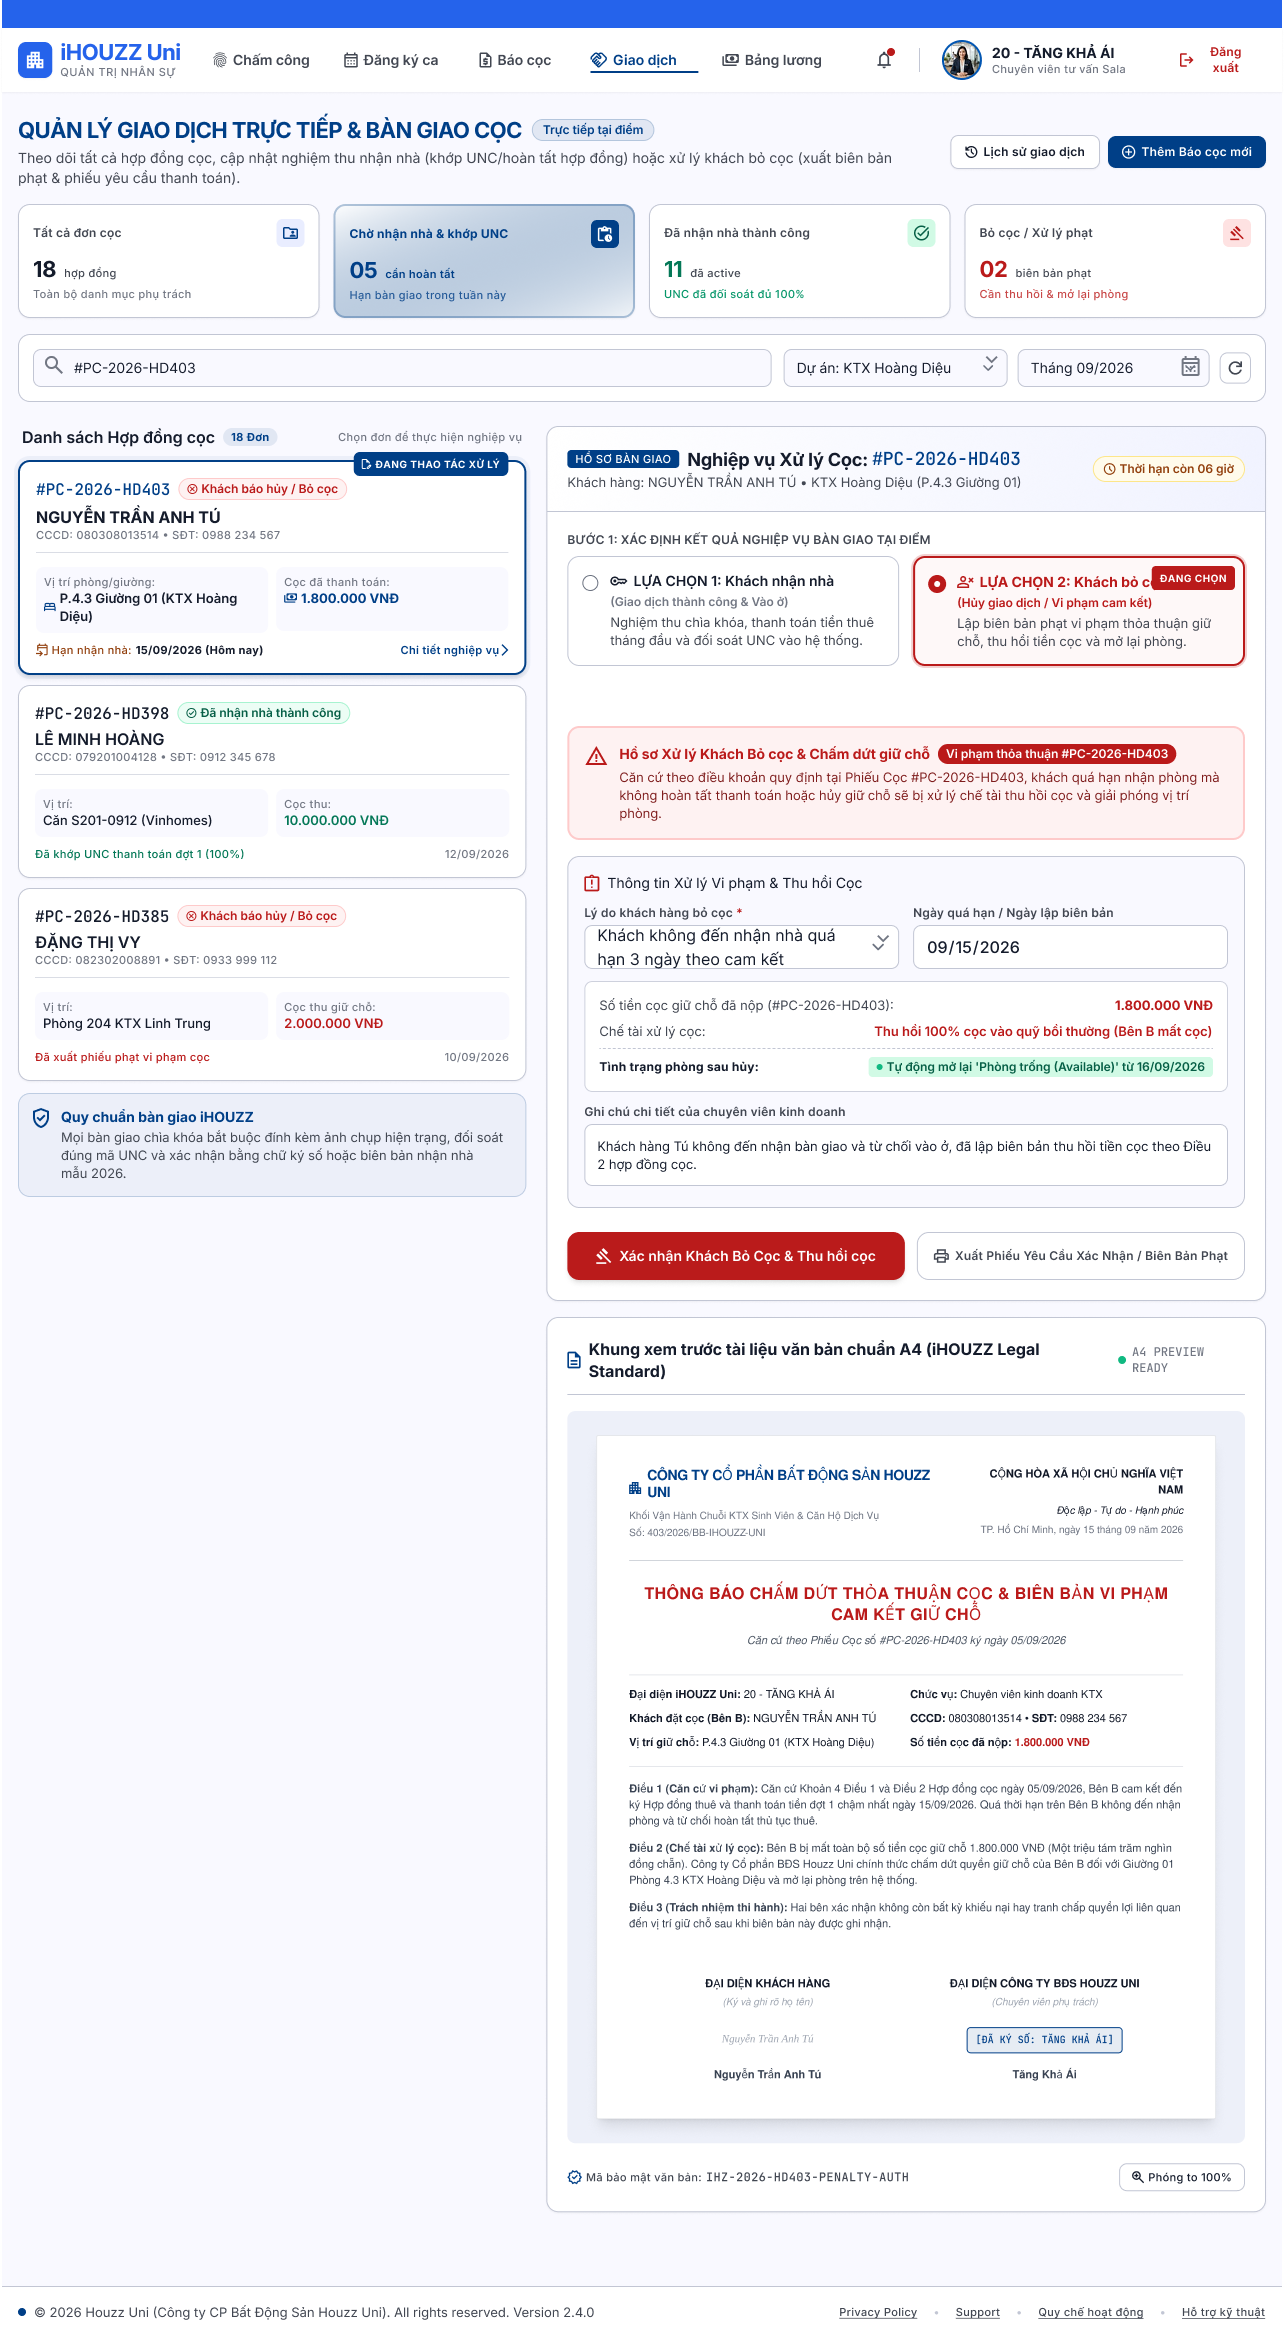 iHOUZZ Uni
QUẢN TRỊ NHÂN SỰ
Chấm công
Đăng ký ca
Báo cọc
Giao dịch
Bảng lương
20 - TĂNG KHẢ ÁI
Chuyên viên tư vấn Sala
Đăng
xuất
QUẢN LÝ GIAO DỊCH TRỰC TIẾP & BÀN GIAO CỌC
Trực tiếp tại điểm
Theo dõi tất cả hợp đồng cọc, cập nhật nghiệm thu nhận nhà (khớp UNC/hoàn tất hợp đồng) hoặc xử lý khách bỏ cọc (xuất biên bản
phạt & phiếu yêu cầu thanh toán).
Lịch sử giao dịch
Thêm Báo cọc mới
Tất cả đơn cọc
18 hợp đồng
Toàn bộ danh mục phụ trách
Chờ nhận nhà & khớp UNC
05 cần hoàn tất
Hạn bàn giao trong tuần này
Đã nhận nhà thành công
11 đã active
UNC đã đối soát đủ 100%
Bỏ cọc / Xử lý phạt
02 biên bản phạt
Cần thu hồi & mở lại phòng
#PC-2026-HD403
Dự án: KTX Hoàng Diệu
Tháng 09/2026
Danh sách Hợp đồng cọc
18 Đơn
Chọn đơn để thực hiện nghiệp vụ
ĐANG THAO TÁC XỬ LÝ
#PC-2026-HD403
Khách báo hủy / Bỏ cọc
NGUYỄN TRẦN ANH TÚ
CCCD: 080308013514 • SĐT: 0988 234 567
Vị trí phòng/giường:
P.4.3 Giường 01 (KTX Hoàng
Diệu)
Cọc đã thanh toán:
1.800.000 VNĐ
Hạn nhận nhà: 15/09/2026 (Hôm nay)
Chi tiết nghiệp vụ
#PC-2026-HD398
Đã nhận nhà thành công
LÊ MINH HOÀNG
CCCD: 079201004128 • SĐT: 0912 345 678
Vị trí:
Căn S201-0912 (Vinhomes)
Cọc thu:
10.000.000 VNĐ
Đã khớp UNC thanh toán đợt 1 (100%)
12/09/2026
#PC-2026-HD385
Khách báo hủy / Bỏ cọc
ĐẶNG THỊ VY
CCCD: 082302008891 • SĐT: 0933 999 112
Vị trí:
Phòng 204 KTX Linh Trung
Cọc thu giữ chỗ:
2.000.000 VNĐ
Đã xuất phiếu phạt vi phạm cọc
10/09/2026
Quy chuẩn bàn giao iHOUZZ
Mọi bàn giao chìa khóa bắt buộc đính kèm ảnh chụp hiện trạng, đối soát
đúng mã UNC và xác nhận bằng chữ ký số hoặc biên bản nhận nhà
mẫu 2026.
HỒ SƠ BÀN GIAO
Nghiệp vụ Xử lý Cọc: #PC-2026-HD403
Khách hàng: NGUYỄN TRẦN ANH TÚ • KTX Hoàng Diệu (P.4.3 Giường 01)
Thời hạn còn 06 giờ
BƯỚC 1: XÁC ĐỊNH KẾT QUẢ NGHIỆP VỤ BÀN GIAO TẠI ĐIỂM
LỰA CHỌN 1: Khách nhận nhà
(Giao dịch thành công & Vào ở)
Nghiệm thu chìa khóa, thanh toán tiền thuê
tháng đầu và đối soát UNC vào hệ thống.
LỰA CHỌN 2: Khách bỏ
ĐANG CHỌN
(Hủy giao dịch / Vi phạm cam kết)
Lập biên bản phạt vi phạm thỏa thuận giữ
chỗ, thu hồi tiền cọc và mở lại phòng.
Hồ sơ Xử lý Khách Bỏ cọc & Chấm dứt giữ chỗ
Vi phạm thỏa thuận #PC-2026-HD403
Căn cứ theo điều khoản quy định tại Phiếu Cọc #PC-2026-HD403, khách quá hạn nhận phòng mà
không hoàn tất thanh toán hoặc hủy giữ chỗ sẽ bị xử lý chế tài thu hồi cọc và giải phóng vị trí
phòng.
Thông tin Xử lý Vi phạm & Thu hồi Cọc
Lý do khách hàng bỏ cọc *
Khách không đến nhận nhà quá
hạn 3 ngày theo cam kết
Ngày quá hạn / Ngày lập biên bản
09/15/2026
Số tiền cọc giữ chỗ đã nộp (#PC-2026-HD403):
1.800.000 VNĐ
Chế tài xử lý cọc:
Thu hồi 100% cọc vào quỹ bồi thường (Bên B mất cọc)
Tình trạng phòng sau hủy:
Tự động mở lại 'Phòng trống (Available)' từ 16/09/2026
Ghi chú chi tiết của chuyên viên kinh doanh
Khách hàng Tú không đến nhận bàn giao và từ chối vào ở, đã lập biên bản thu hồi tiền cọc theo Điều
2 hợp đồng cọc.
Xác nhận Khách Bỏ Cọc & Thu hồi cọc
Xuất Phiếu Yêu Cầu Xác Nhận / Biên Bản Phạt
Khung xem trước tài liệu văn bản chuẩn A4 (iHOUZZ Legal
Standard)
A4 PREVIEW
READY
CÔNG TY CỔ PHẦN BẤT ĐỘNG SẢN HOUZZ
UNI
Khối Vận Hành Chuỗi KTX Sinh Viên & Căn Hộ Dịch Vụ
Số: 403/2026/BB-IHOUZZ-UNI
CỘNG HÒA XÃ HỘI CHỦ NGHĨA VIỆT
NAM
Độc lập - Tự do - Hạnh phúc
TP. Hồ Chí Minh, ngày 15 tháng 09 năm 2026
THÔNG BÁO CHẤM DỨT THỎA THUẬN CỌC & BIÊN BẢN VI PHẠM
CAM KẾT GIỮ CHỖ
Căn cứ theo Phiếu Cọc số #PC-2026-HD403 ký ngày 05/09/2026
Đại diện iHOUZZ Uni: 20 - TĂNG KHẢ ÁI
Chức vụ: Chuyên viên kinh doanh KTX
Khách đặt cọc (Bên B): NGUYỄN TRẦN ANH TÚ
CCCD: 080308013514 • SĐT: 0988 234 567
Vị trí giữ chỗ: P.4.3 Giường 01 (KTX Hoàng Diệu)
Số tiền cọc đã nộp: 1.800.000 VNĐ
Điều 1 (Căn cứ vi phạm): Căn cứ Khoản 4 Điều 1 và Điều 2 Hợp đồng cọc ngày 05/09/2026, Bên B cam kết đến
ký Hợp đồng thuê và thanh toán tiền đợt 1 chậm nhất ngày 15/09/2026. Quá thời hạn trên Bên B không đến nhận
phòng và từ chối hoàn tất thủ tục thuê.
Điều 2 (Chế tài xử lý cọc): Bên B bị mất toàn bộ số tiền cọc giữ chỗ 1.800.000 VNĐ (Một triệu tám trăm nghìn
đồng chẵn). Công ty Cổ phần BĐS Houzz Uni chính thức chấm dứt quyền giữ chỗ của Bên B đối với Giường 01
Phòng 4.3 KTX Hoàng Diệu và mở lại phòng trên hệ thống.
Điều 3 (Trách nhiệm thi hành): Hai bên xác nhận không còn bất kỳ khiếu nại hay tranh chấp quyền lợi liên quan
đến vị trí giữ chỗ sau khi biên bản này được ghi nhận.
ĐẠI DIỆN KHÁCH HÀNG
(Ký và ghi rõ họ tên)
Nguyễn Trần Anh Tú
Nguyễn Trần Anh Tú
ĐẠI DIỆN CÔNG TY BĐS HOUZZ UNI
(Chuyên viên phụ trách)
[ĐÃ KÝ SỐ: TĂNG KHẢ ÁI]
Tăng Khả Ái
Mã bảo mật văn bản: IHZ-2026-HD403-PENALTY-AUTH
Phóng to 100%
© 2026 Houzz Uni (Công ty CP Bất Động Sản Houzz Uni). All rights reserved. Version 2.4.0
Privacy Policy • Support • Quy chế hoạt động • Hỗ trợ kỹ thuật